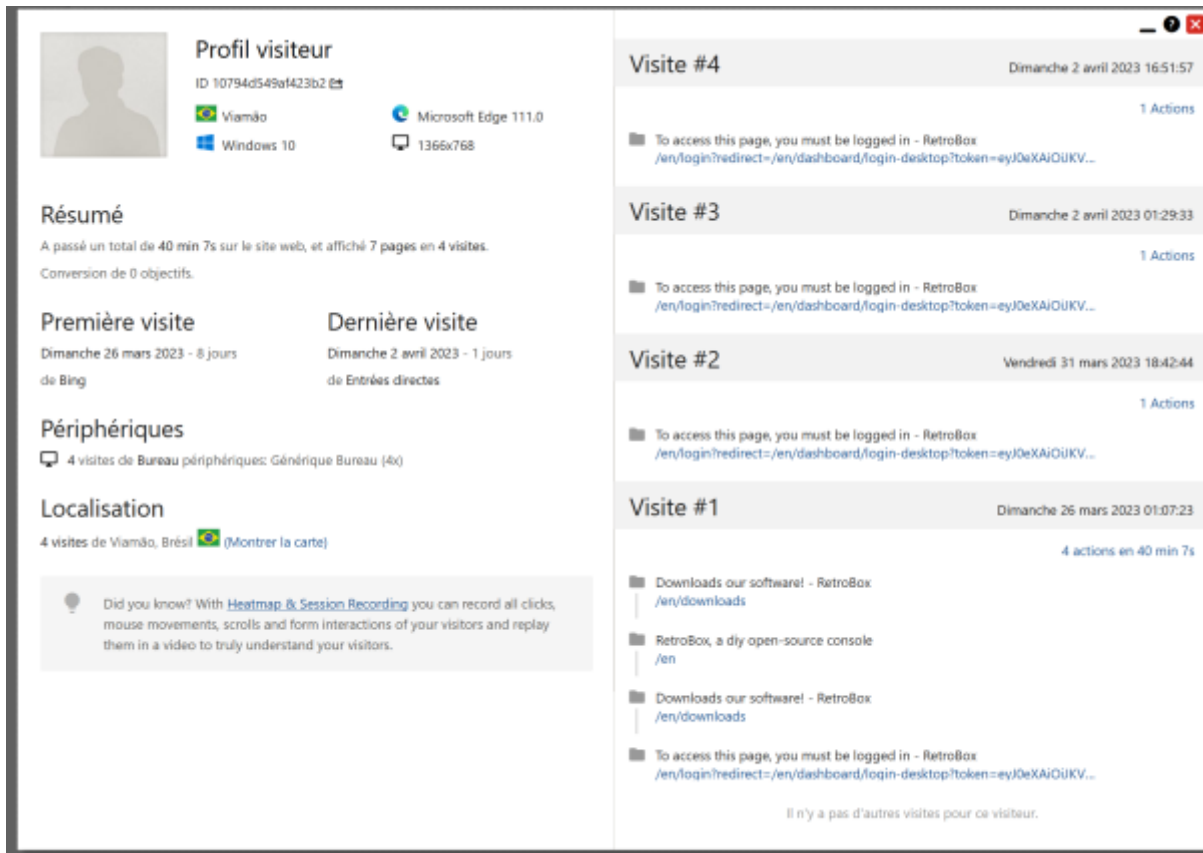 Profil visiteur
ID 10794d549af423b2
Viamão
Microsoft Edge 111.0
Windows 10
1366x768
Résumé
A passé un total de 40 min 7s sur le site web, et affiché 7 pages en 4 visites.
Conversion de 0 objectifs.
Première visite
Dimanche 26 mars 2023 - 8 jours
de Bing
Dernière visite
Dimanche 2 avril 2023 - 1 jours
de Entrées directes
Périphériques
4 visites de Bureau périphériques: Générique Bureau (4x)
Localisation
4 visites de Viamão, Brésil (Montrer la carte)
Did you know? With Heatmap & Session Recording you can record all clicks,
mouse movements, scrolls and form interactions of your visitors and replay
them in a video to truly understand your visitors.
Visite #4
Dimanche 2 avril 2023 16:51:57
1 Actions
To access this page, you must be logged in - RetroBox
/en/login?redirect=/en/dashboard/login-desktop?token=eyJ0eXAiOiJKV...
Visite #3
Dimanche 2 avril 2023 01:29:33
1 Actions
To access this page, you must be logged in - RetroBox
/en/login?redirect=/en/dashboard/login-desktop?token=eyJ0eXAiOiJKV...
Visite #2
Vendredi 31 mars 2023 18:42:44
1 Actions
To access this page, you must be logged in - RetroBox
/en/login?redirect=/en/dashboard/login-desktop?token=eyJ0eXAiOiJKV...
Visite #1
Dimanche 26 mars 2023 01:07:23
4 actions en 40 min 7s
Downloads our software! - RetroBox
/en/downloads
RetroBox, a diy open-source console
/en
Downloads our software! - RetroBox
/en/downloads
To access this page, you must be logged in - RetroBox
/en/login?redirect=/en/dashboard/login-desktop?token=eyJ0eXAiOiJKV...
Il n'y a pas d'autres visites pour ce visiteur.